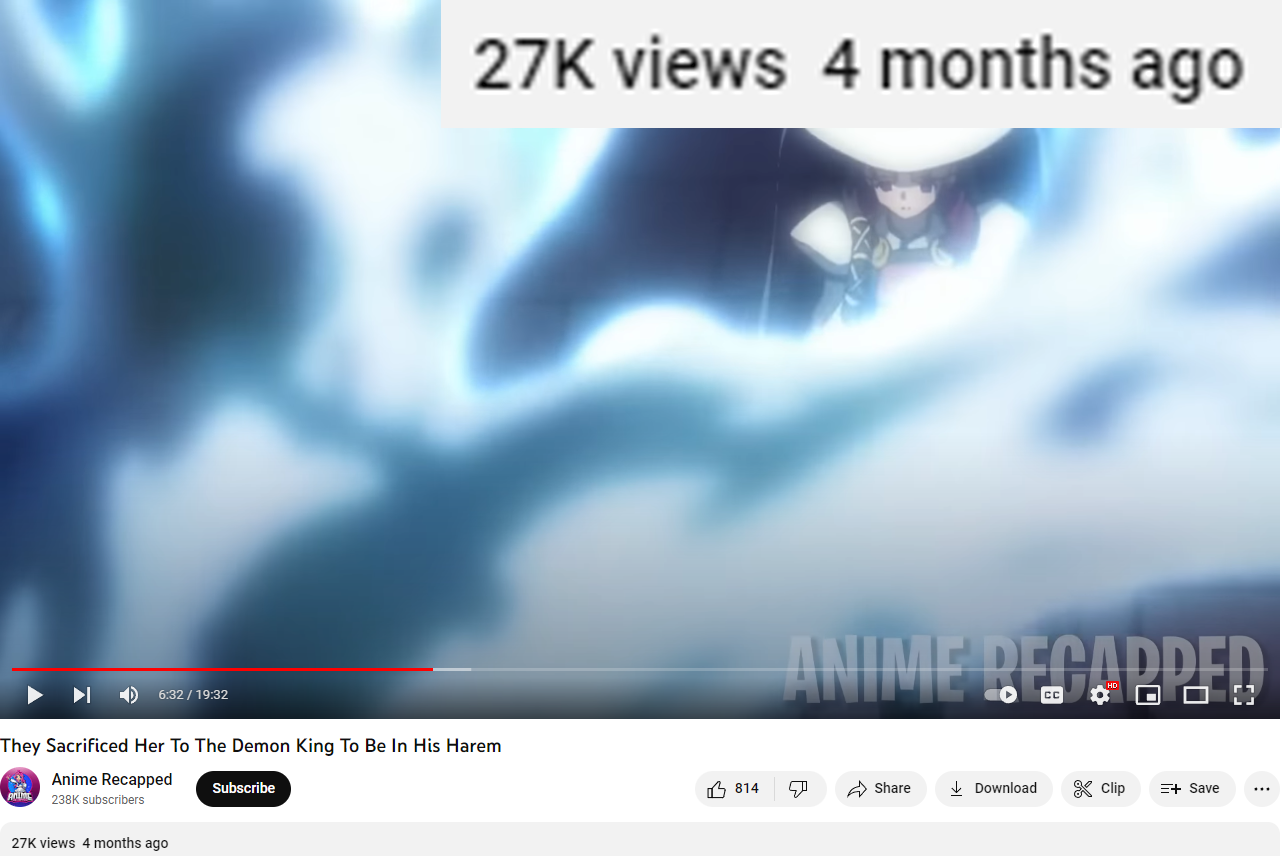 27K views  4 months ago
ANIME RECAPPED
6:32 / 19:32
CC
HD
They Sacrificed Her To The Demon King To Be In His Harem
Anime Recapped
238K subscribers
Subscribe
814
Share
Download
Clip
Save
27K views  4 months ago